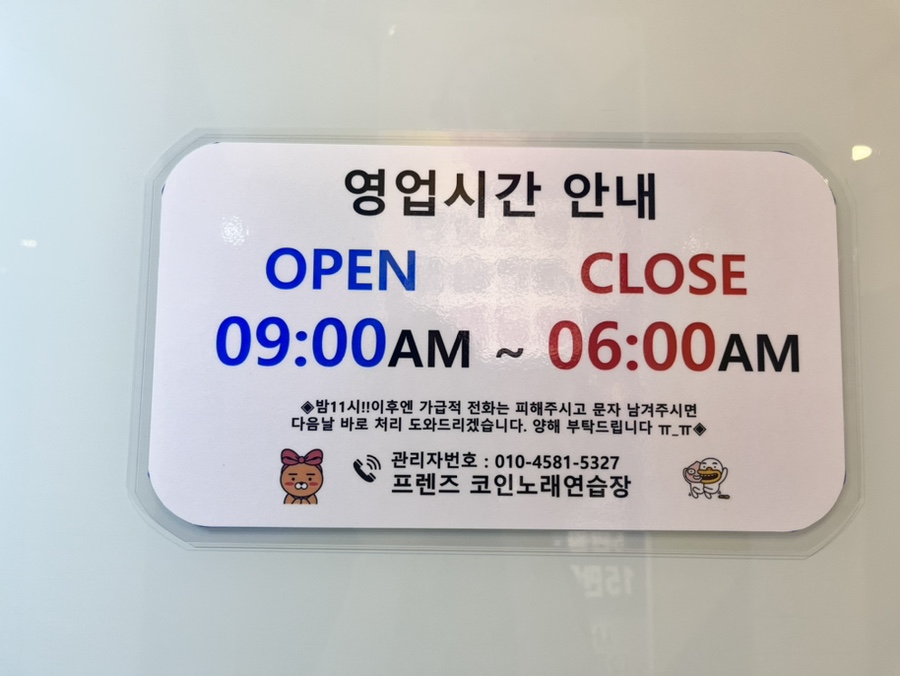 영업시간 안내
OPEN CLOSE
09:00AM ~ 06:00AM
◈밤11시!!이후엔 가급적 전화는 피해주시고 문자 남겨주시면
다음날 바로 처리 도와드리겠습니다. 양해 부탁드립니다 ㅠ_ㅠ◈
관리자번호 : 010-4581-5327
프렌즈 코인노래연습장